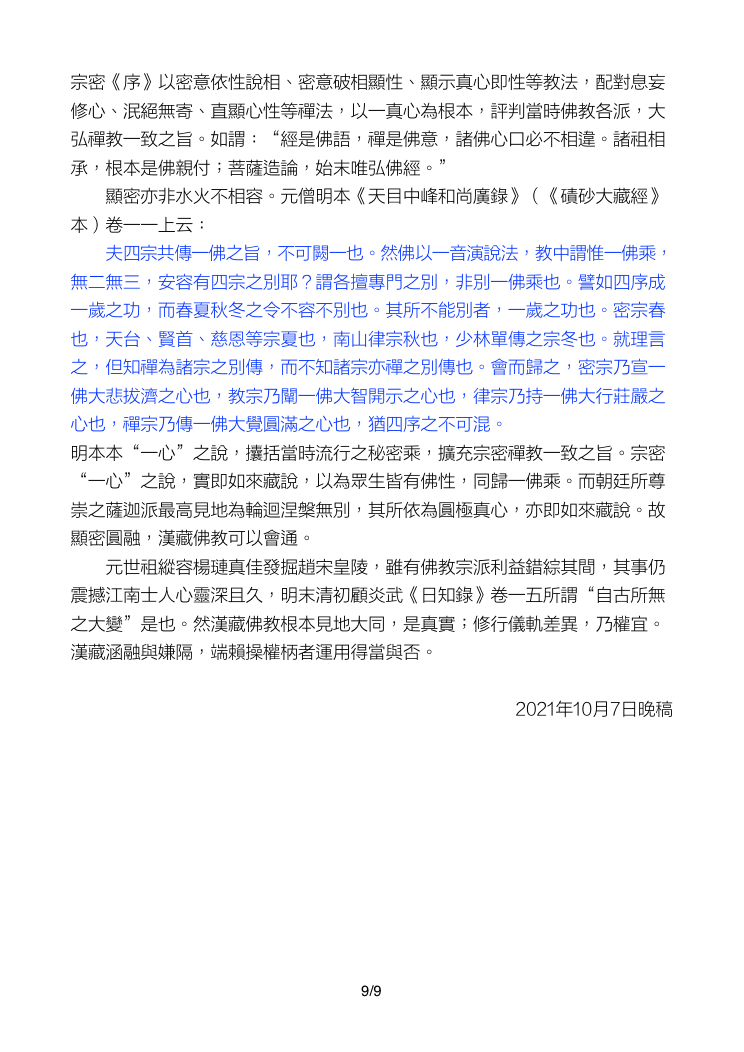 宗密《序》以密意依性說相、密意破相顯性、顯示真心即性等教法，配對息妄
修心、泯絕無寄、直顯心性等禪法，以一真心為根本，評判當時佛教各派，大
弘禪教一致之旨。如謂：“經是佛語，禪是佛意，諸佛心口必不相違。諸祖相
承，根本是佛親付；菩薩造論，始末唯弘佛經。”
顯密亦非水火不相容。元僧明本《天目中峰和尚廣錄》（《磧砂大藏經》
本）卷一一上云：
夫四宗共傳一佛之旨，不可闕一也。然佛以一音演說法，教中謂惟一佛乘，
無二無三，安容有四宗之別耶？謂各擅專門之別，非別一佛乘也。譬如四序成
一歲之功，而春夏秋冬之令不容不別也。其所不能別者，一歲之功也。密宗春
也，天台、賢首、慈恩等宗夏也，南山律宗秋也，少林單傳之宗冬也。就理言
之，但知禪為諸宗之別傳，而不知諸宗亦禪之別傳也。會而歸之，密宗乃宣一
佛大悲拔濟之心也，教宗乃闡一佛大智開示之心也，律宗乃持一佛大行莊嚴之
心也，禪宗乃傳一佛大覺圓滿之心也，猶四序之不可混。
明本本“一心”之說，攮括當時流行之秘密乘，擴充宗密禪教一致之旨。宗密
“一心”之說，實即如來藏說，以為眾生皆有佛性，同歸一佛乘。而朝廷所尊
崇之薩迦派最高見地為輪迴涅槃無別，其所依為圓極真心，亦即如來藏說。故
顯密圓融，漢藏佛教可以會通。
元世祖縱容楊璉真佳發掘趙宋皇陵，雖有佛教宗派利益錯綜其間，其事仍
震撼江南士人心靈深且久，明末清初顧炎武《日知錄》卷一五所謂“自古所無
之大變”是也。然漢藏佛教根本見地大同，是真實；修行儀軌差異，乃權宜。
漢藏涵融與嫌隔，端賴操權柄者運用得當與否。
2021年10月7日晚稿
9/9